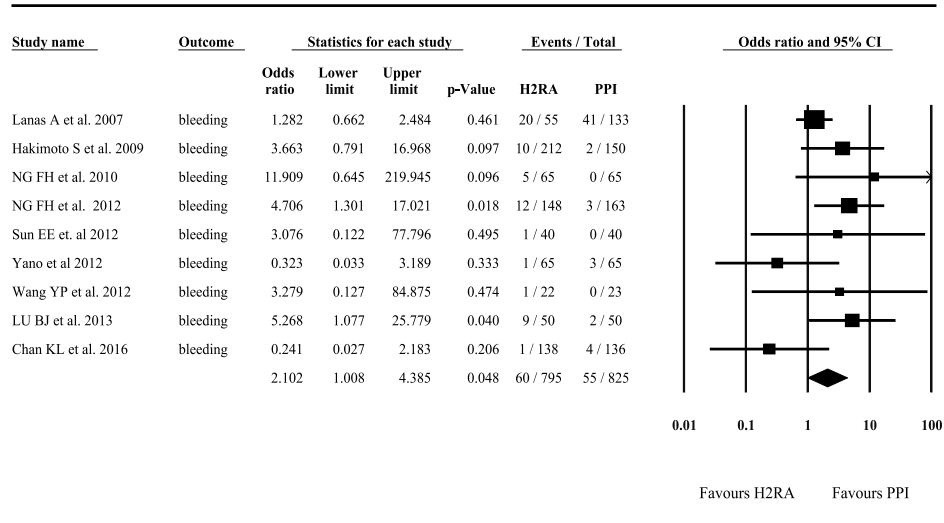 Study name Outcome Statistics for each study Events / Total Odds ratio and 95% CI
Odds Lower Upper
ratio limit limit p-Value H2RA PPI
Lanas A et al. 2007 bleeding 1.282 0.662 2.484 0.461 20 / 55 41 / 133
Hakimoto S et al. 2009 bleeding 3.663 0.791 16.968 0.097 10 / 212 2 / 150
NG FH et al. 2010 bleeding 11.909 0.645 219.945 0.096 5 / 65 0 / 65
NG FH et al. 2012 bleeding 4.706 1.301 17.021 0.018 12 / 148 3 / 163
Sun EE et. al 2012 bleeding 3.076 0.122 77.796 0.495 1 / 40 0 / 40
Yano et al 2012 bleeding 0.323 0.033 3.189 0.333 1 / 65 3 / 65
Wang YP et al. 2012 bleeding 3.279 0.127 84.875 0.474 1 / 22 0 / 23
LU BJ et al. 2013 bleeding 5.268 1.077 25.779 0.040 9 / 50 2 / 50
Chan KL et al. 2016 bleeding 0.241 0.027 2.183 0.206 1 / 138 4 / 136
2.102 1.008 4.385 0.048 60 / 795 55 / 825
0.01 0.1 1 10 100
Favours H2RA Favours PPI